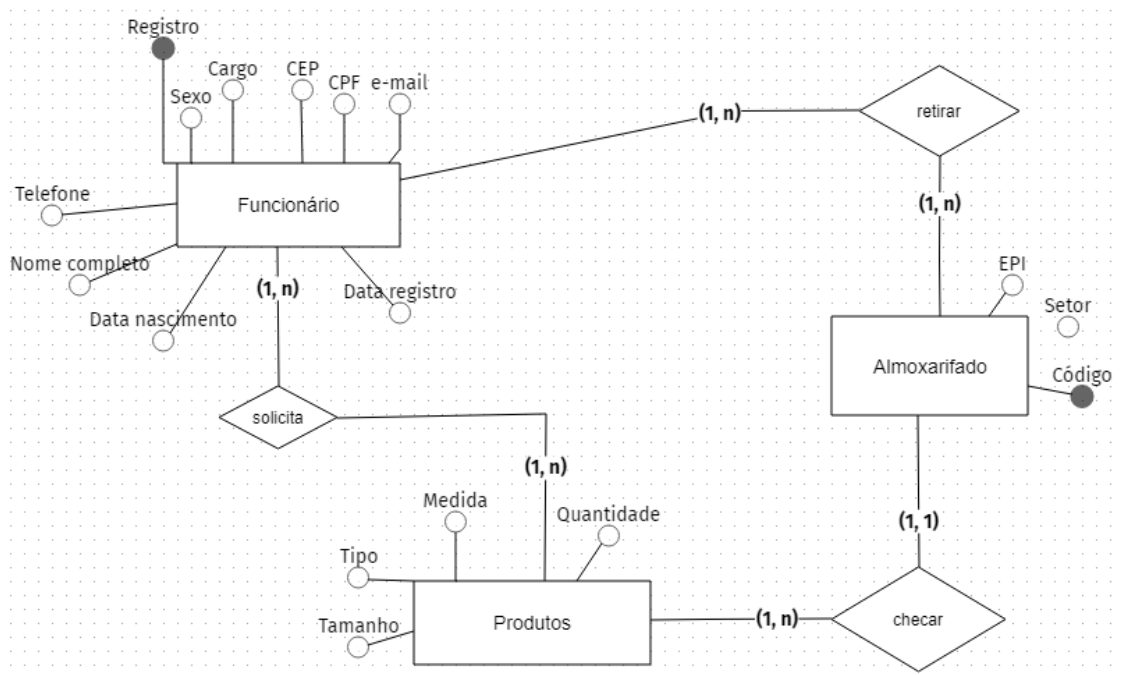 Registro
Cargo
CEP
CPF
e-mail
Sexo
(1, n)
retirar
Telefone
Funcionário
(1, n)
Nome completo
EPI
(1, n)
Data registro
Setor
Data nascimento
Almoxarifado
Código
solicita
(1, n)
Medida
Quantidade
(1, 1)
Tipo
Tamanho
Produtos
(1, n)
checar